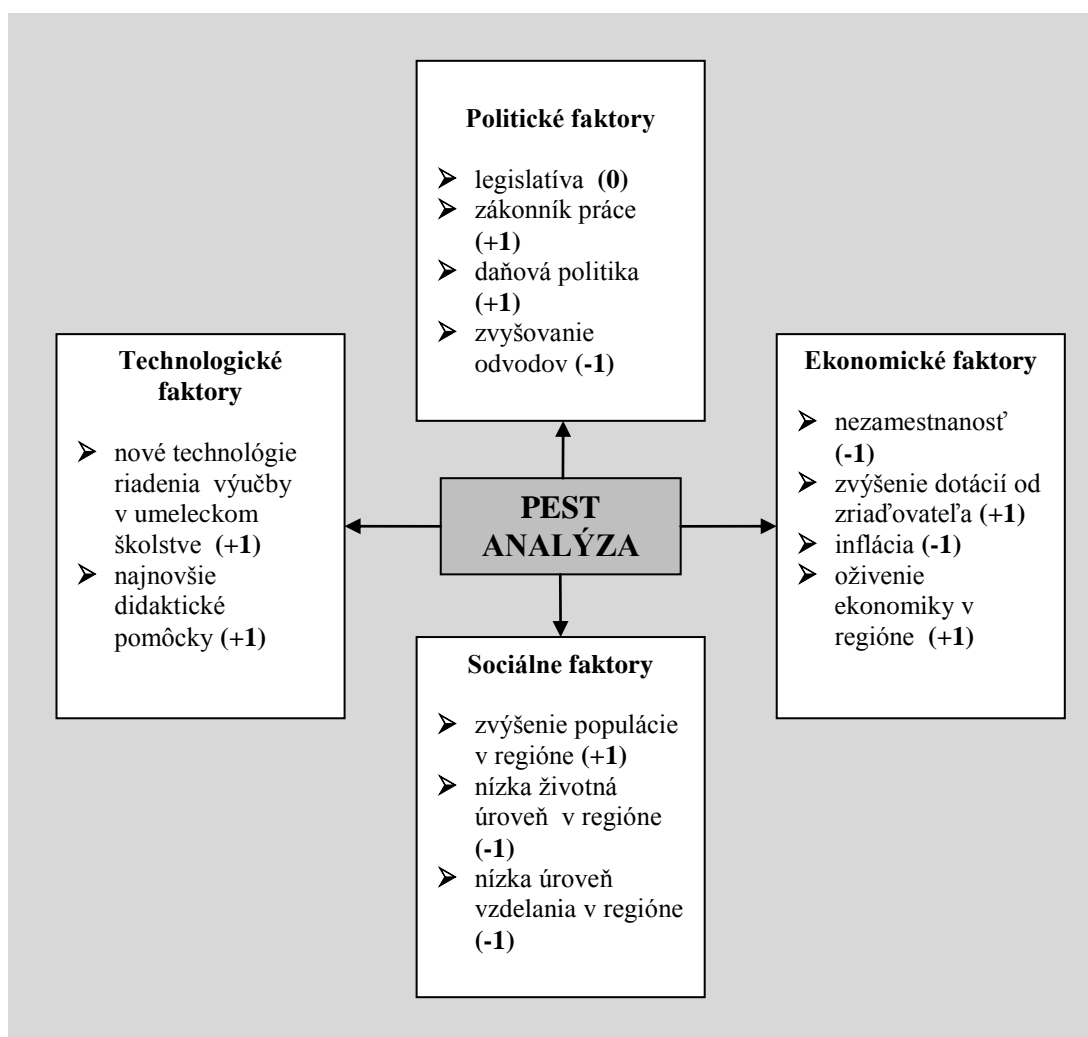 Politické faktory
➢ legislatíva (0)
➢ zákonník práce
(+1)
➢ daňová politika
(+1)
➢ zvyšovanie
odvodov (-1)
Technologické
faktory
➢ nové technológie
riadenia výučby
v umeleckom
školstve (+1)
➢ najnovšie
didaktické
pomôcky (+1)
PEST
ANALÝZA
Ekonomické faktory
➢ nezamestnanosť
(-1)
➢ zvýšenie dotácií od
zriaďovateľa (+1)
➢ inflácia (-1)
➢ oživenie
ekonomiky v
regióne (+1)
Sociálne faktory
➢ zvýšenie populácie
v regióne (+1)
➢ nízka životná
úroveň v regióne
(-1)
➢ nízka úroveň
vzdelania v regióne
(-1)